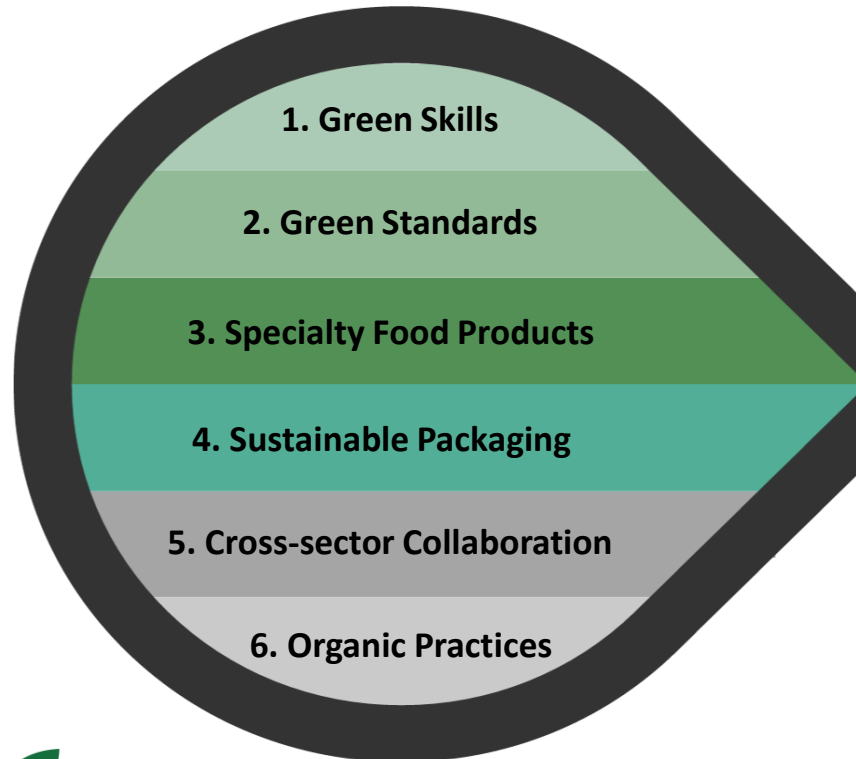 1. Green Skills
2. Green Standards
3. Specialty Food Products
4. Sustainable Packaging
5. Cross-sector Collaboration
6. Organic Practices